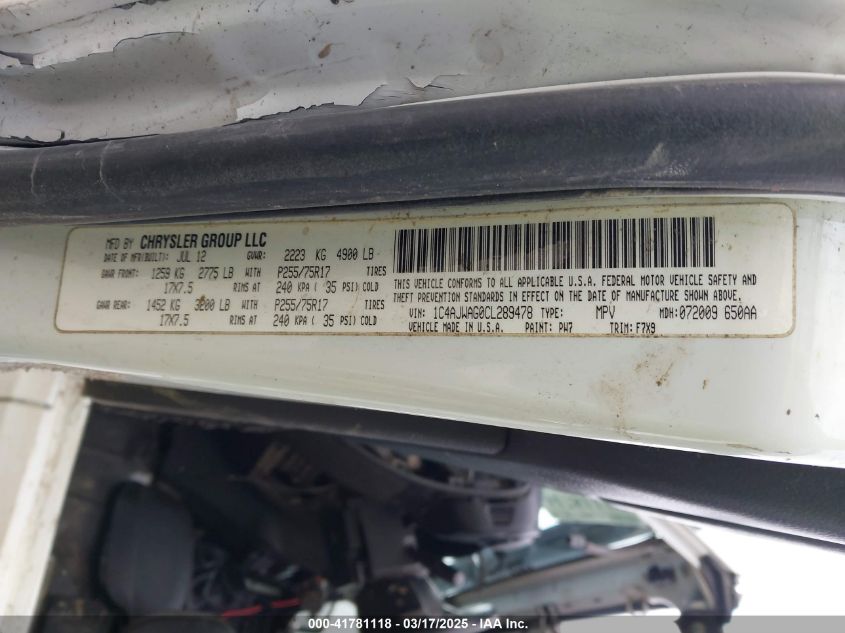 MFD BY CHRYSLER GROUP LLC
DATE OF MFR(BUILT): JUL 12 GVWR: 2223 KG 4900 LB
GAWR FRONT: 1259 KG 2775 LB WITH P255/75R17 TIRES
17X7.5 RIMS AT 240 KPA ( 35 PSI) COLD
GAWR REAR: 1452 KG 3200 LB WITH P255/75R17 TIRES
17X7.5 RIMS AT 240 KPA ( 35 PSI) COLD
THIS VEHICLE CONFORMS TO ALL APPLICABLE U.S.A. FEDERAL MOTOR VEHICLE SAFETY AND
THEFT PREVENTION STANDARDS IN EFFECT ON THE DATE OF MANUFACTURE SHOWN ABOVE.
VIN: 1C4AJWAG0CL289478 TYPE: MPV MDH: 072009 650AA
VEHICLE MADE IN U.S.A. PAINT: PW7 TRIM: F7X9
000-41781118 - 03/17/2025 - IAA Inc.